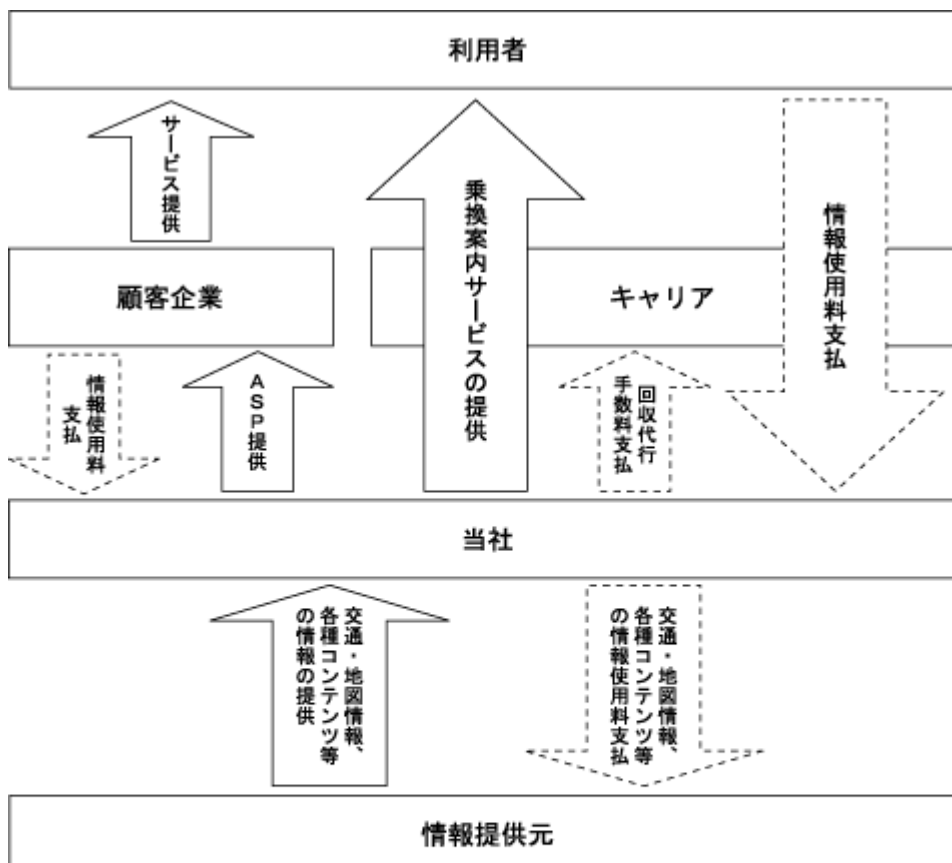 利用者
サービス提供
乗換案内サービスの提供
情報使用料支払
顧客企業
キャリア
情報使用料
支払
ASP提供
回収代行
手数料支払
当社
交通・地図情報、
各種コンテンツ等
の情報の提供
交通・地図情報、
各種コンテンツ等
の情報使用料支払
情報提供元